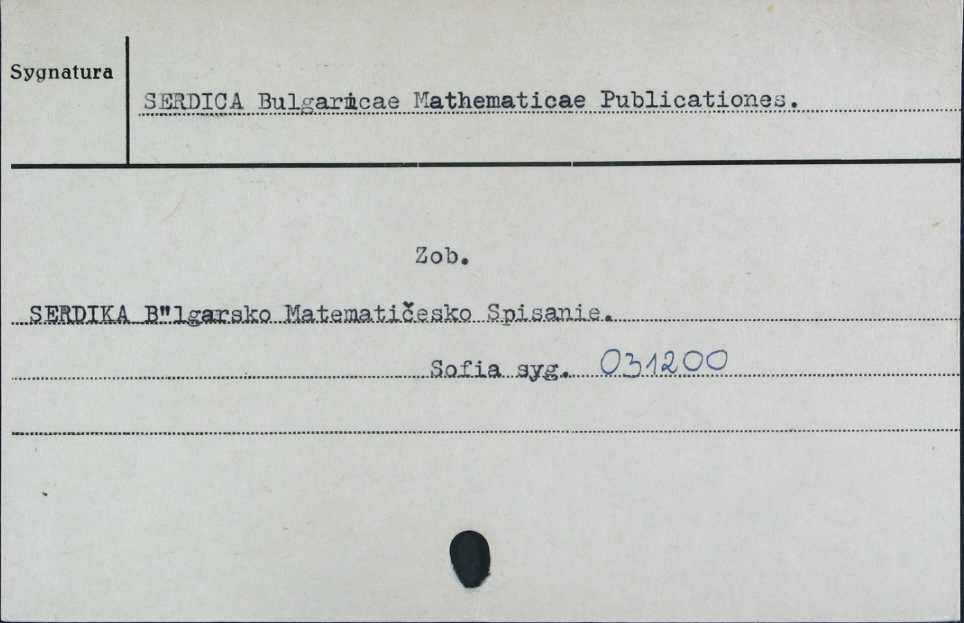 Sygnatura
SERDICA Bulgaricae Mathematicae Publicationes.
Zob.
SERDIKA B"lgarsko Matematičesko Spisanie.
Sofia syg. 031200